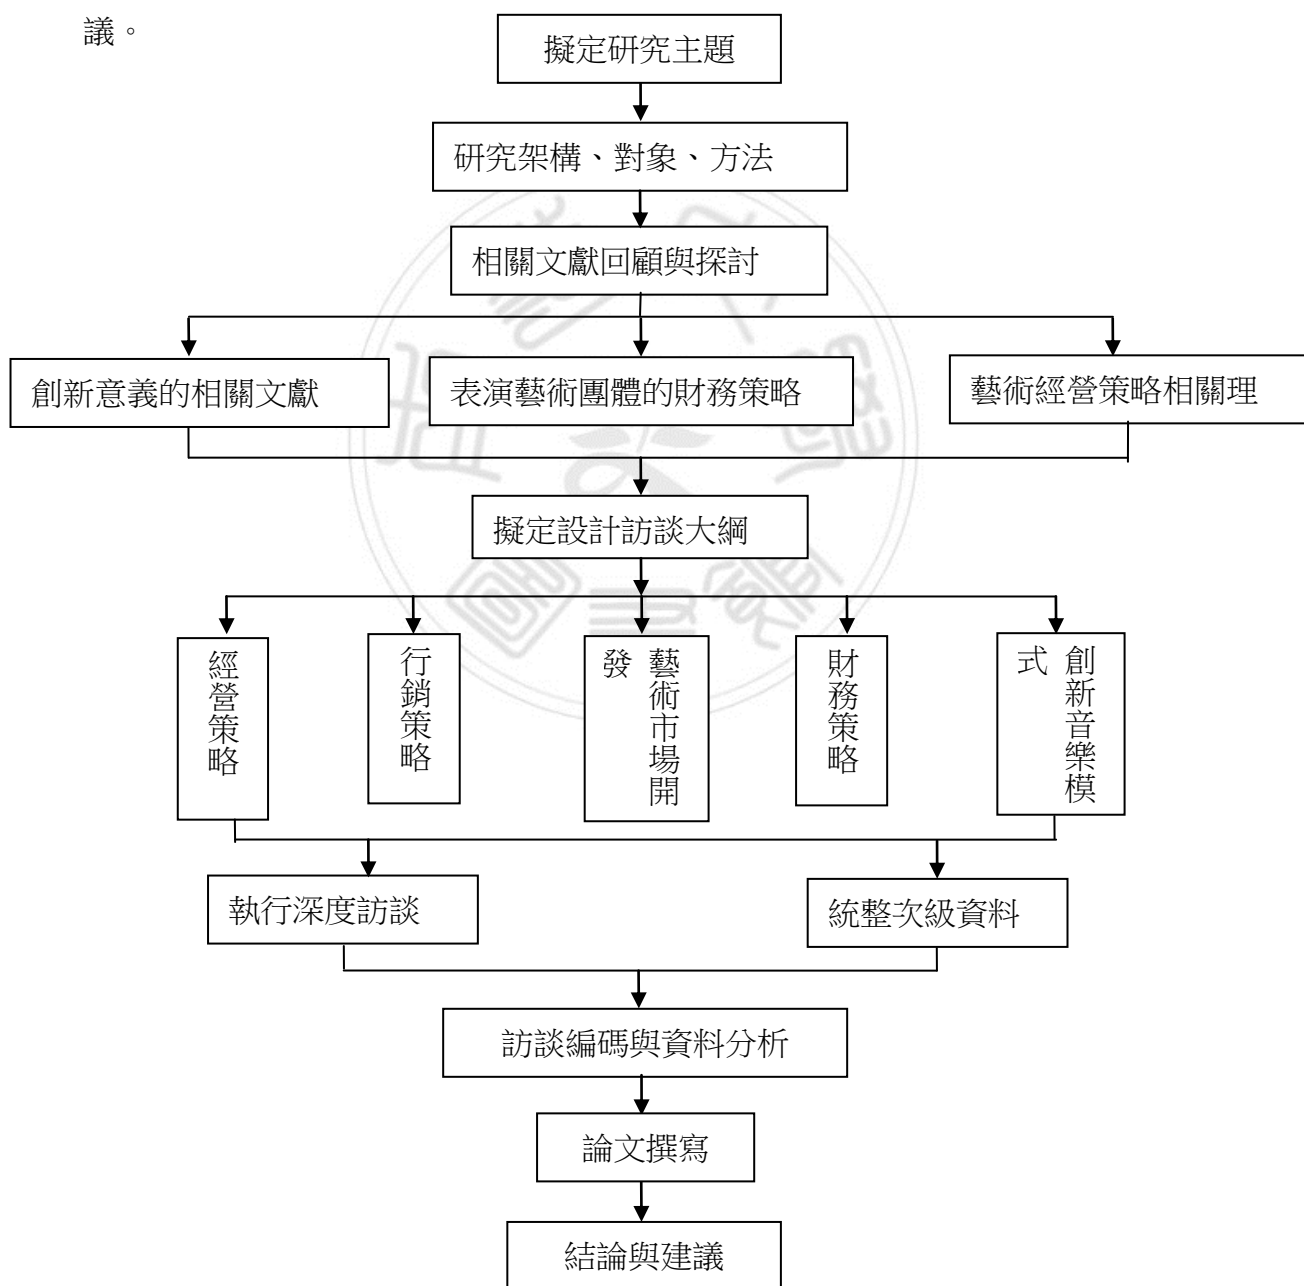 議。
擬定研究主題
研究架構、對象、方法
相關文獻回顧與探討
創新意義的相關文獻
表演藝術團體的財務策略
藝術經營策略相關理
擬定設計訪談大綱
經營策略
行銷策略
藝術市場開
發
財務策略
創新音樂模
式
執行深度訪談
統整次級資料
訪談編碼與資料分析
論文撰寫
結論與建議